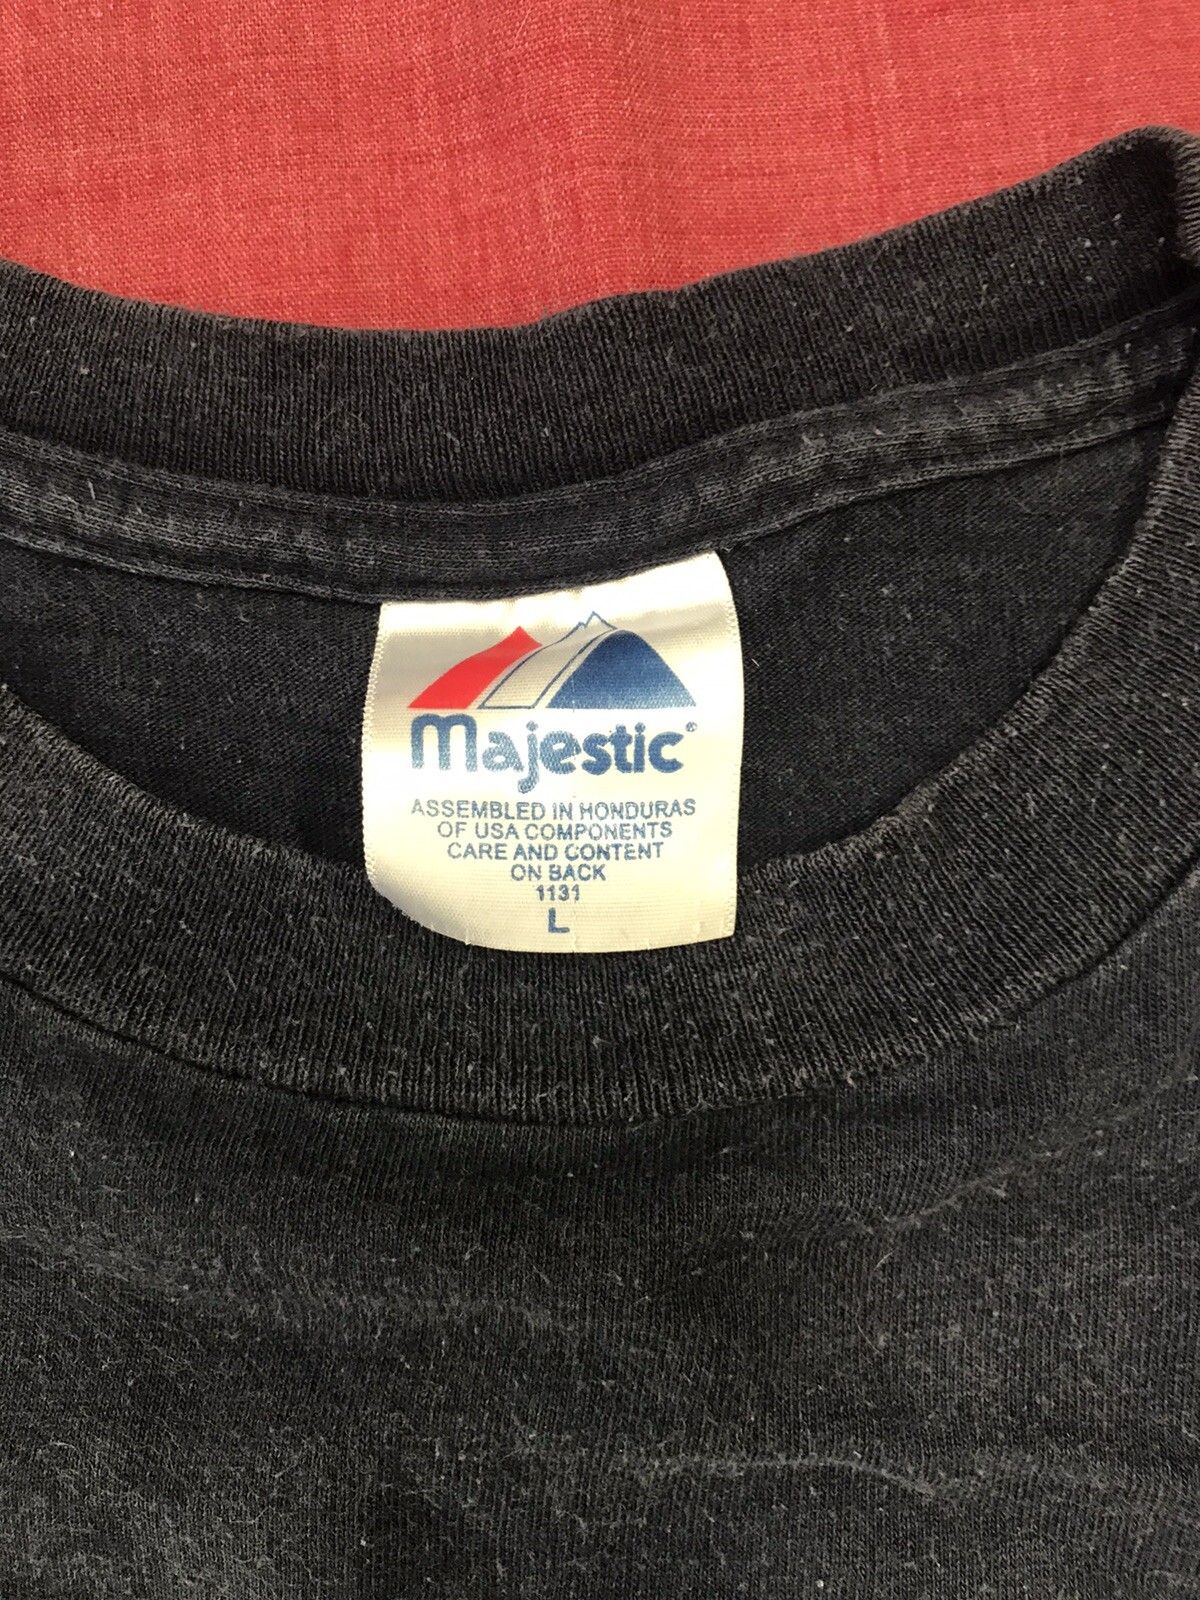 Majestic®
ASSEMBLED IN HONDURAS
OF USA COMPONENTS
CARE AND CONTENT
ON BACK
1131
L